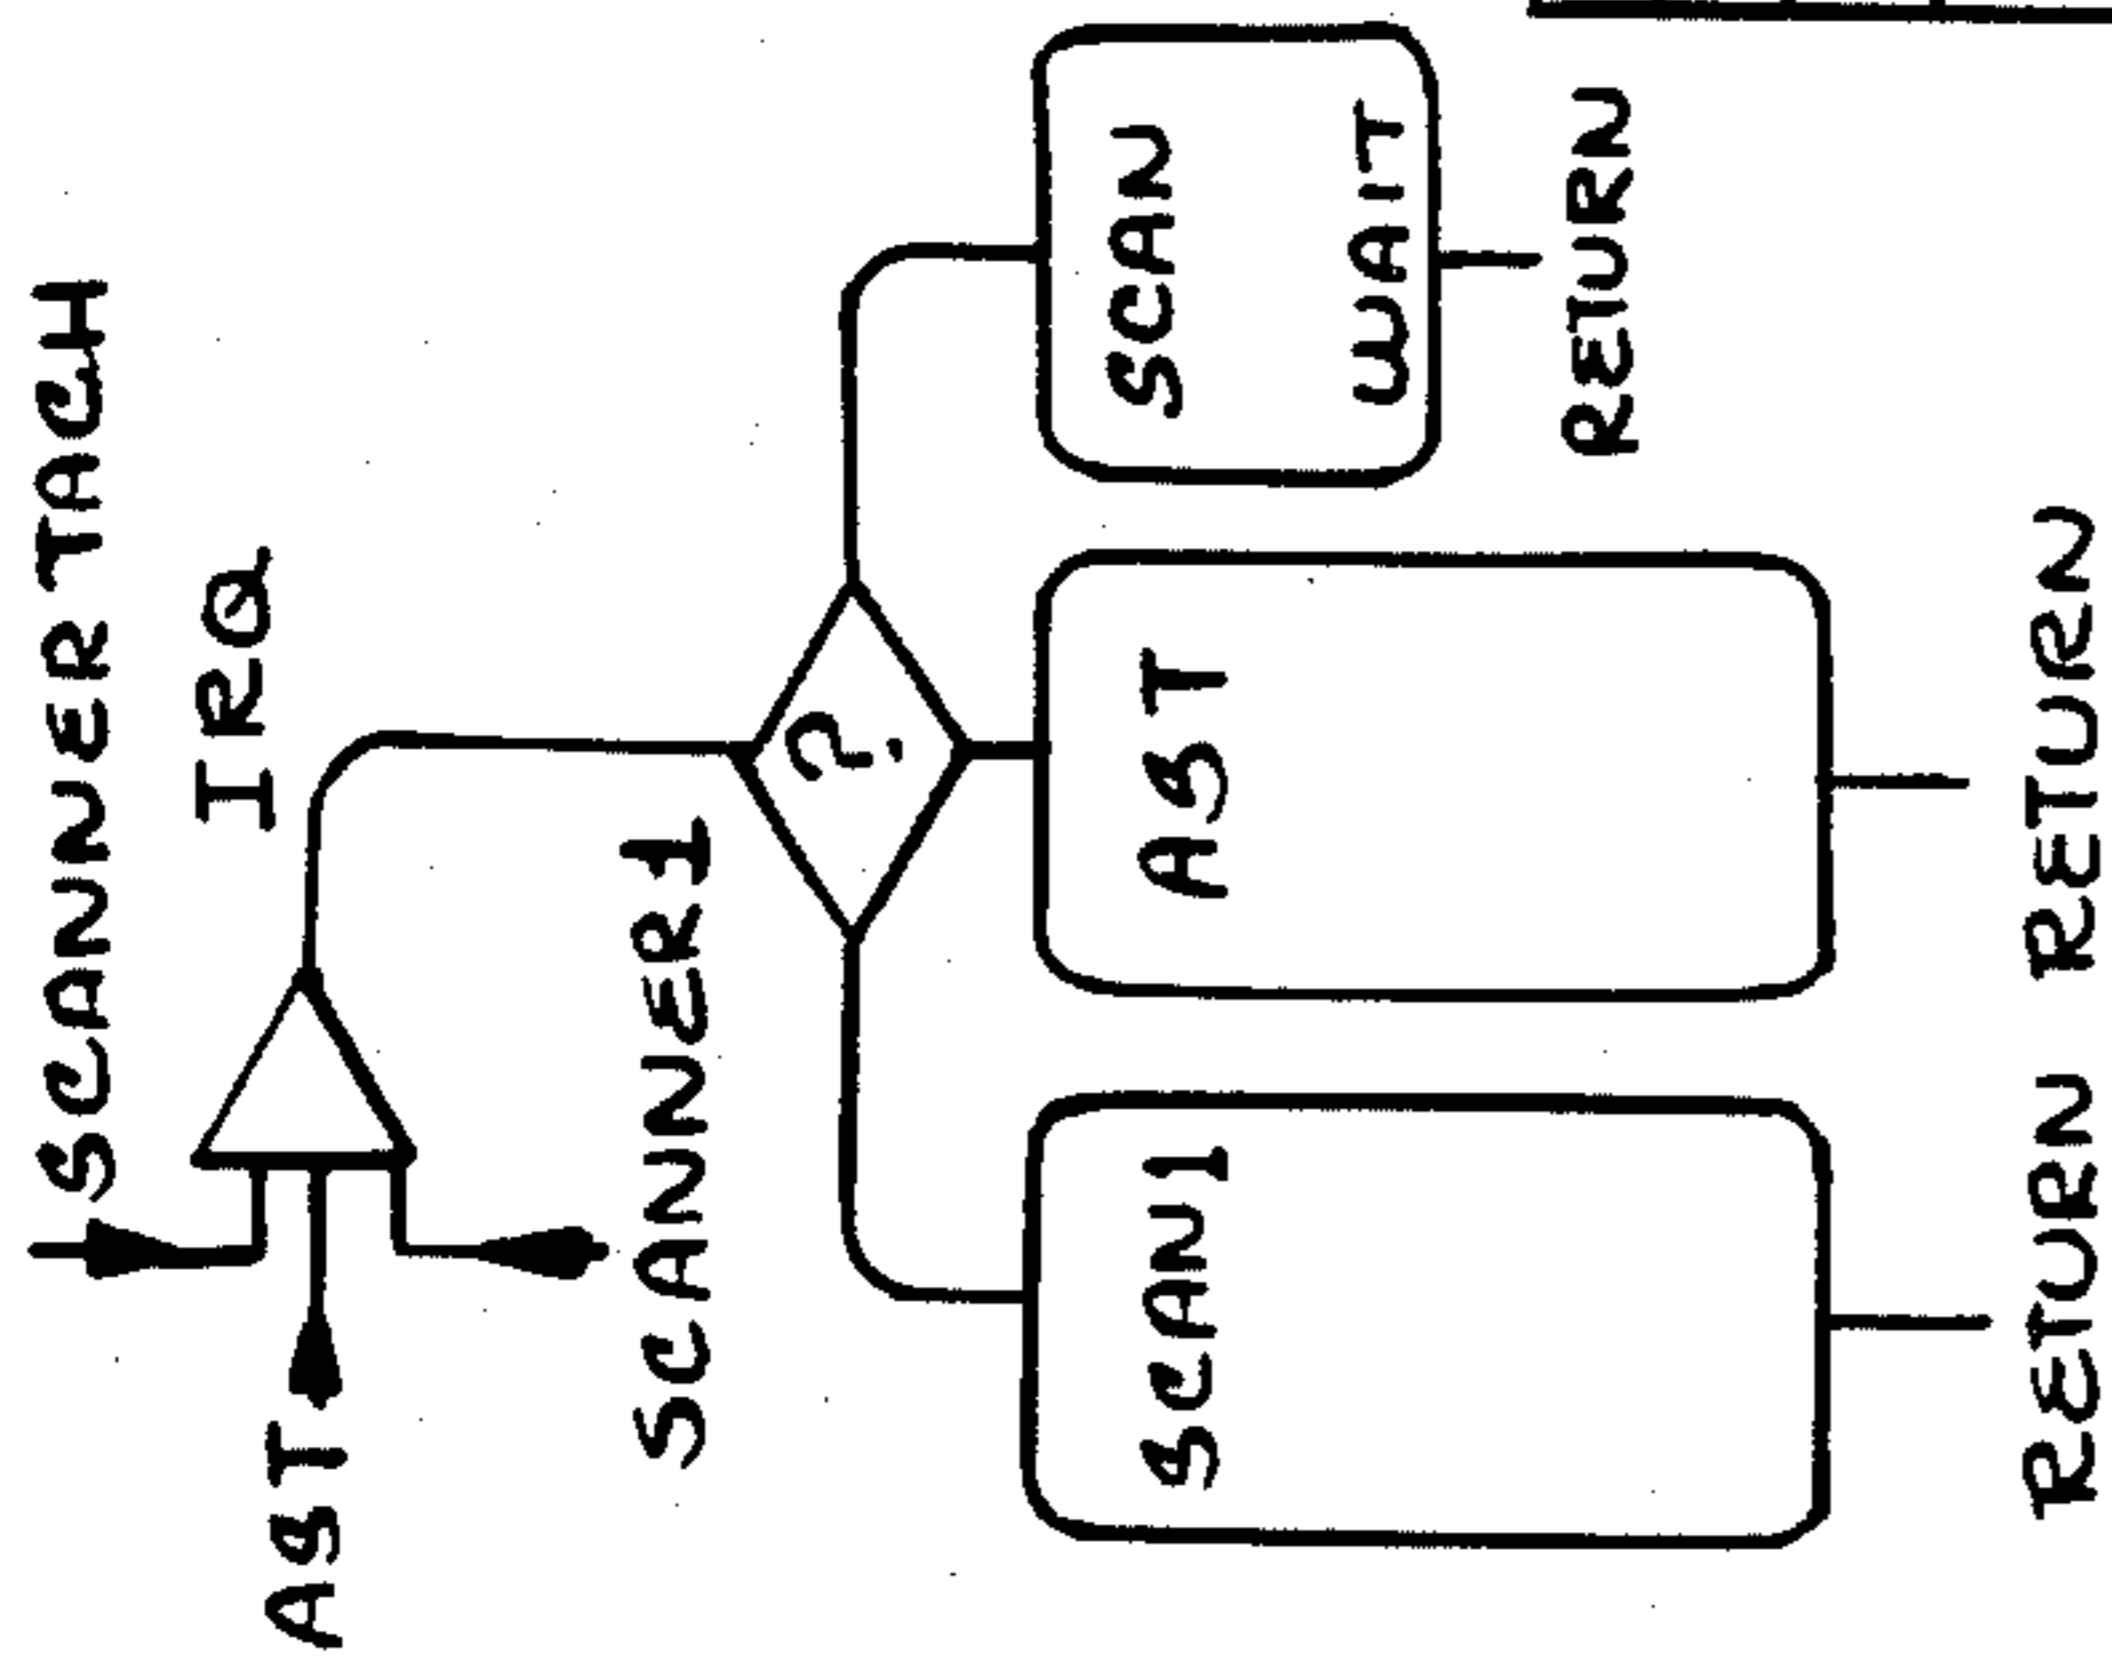 SCANNER TACH
IRQ
AST
SCANNER1
?
SCAN1
AST
SCAN
WAIT
RETURN
RETURN
RETURN